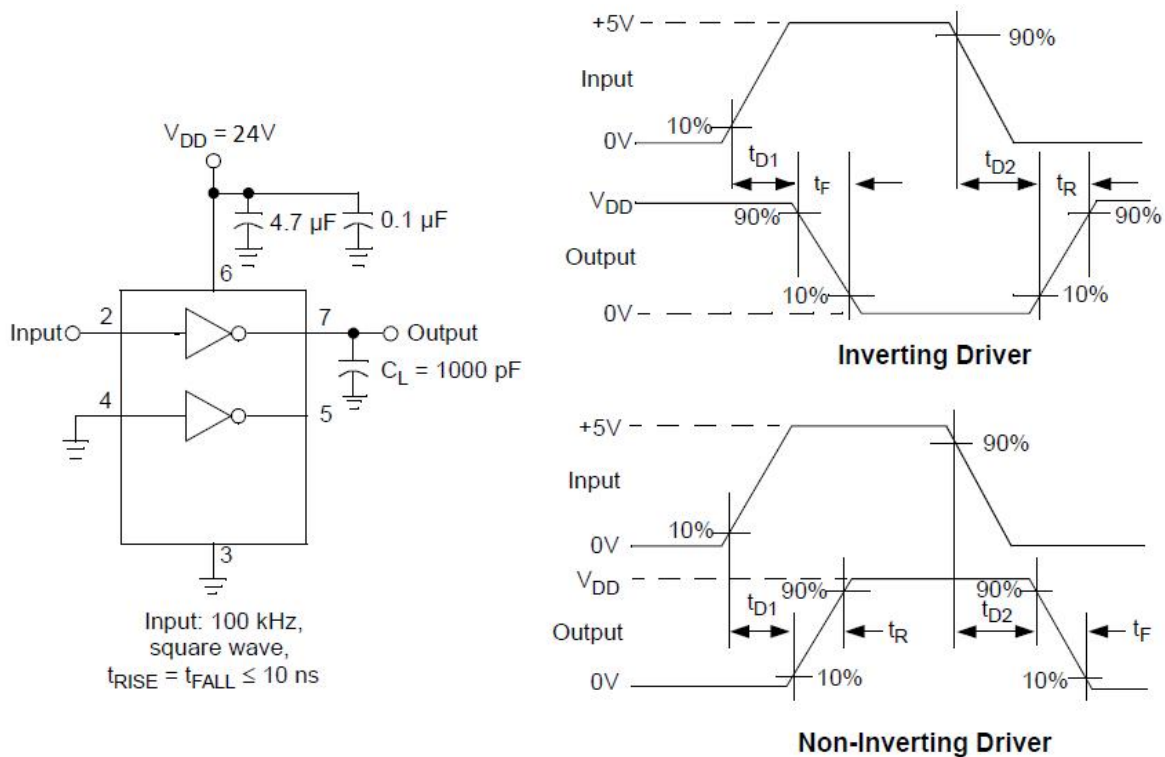 V_DD = 24V
4.7 µF
0.1 µF
6
Input
2
7
Output
C_L = 1000 pF
4
5
3
Input: 100 kHz,
square wave,
t_RISE = t_FALL ≤ 10 ns
+5V
90%
Input
10%
0V
t_D1
t_F
t_D2
t_R
V_DD
90%
90%
Output
10%
10%
0V
Inverting Driver
+5V
90%
Input
10%
0V
V_DD
90%
90%
t_D1
t_R
t_D2
t_F
Output
0V
10%
10%
Non-Inverting Driver